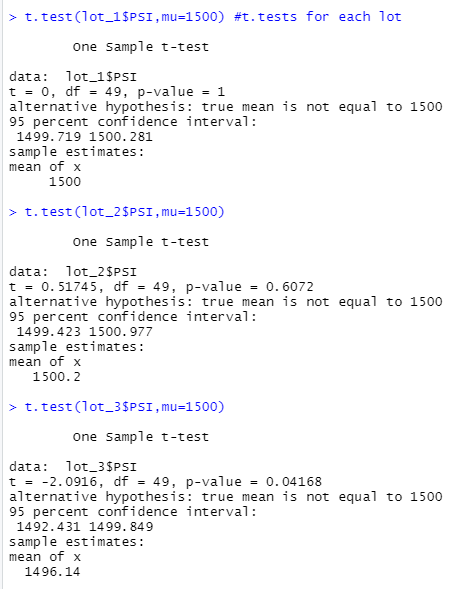 > t.test(lot_1$PSI,mu=1500) #t.tests for each lot
One Sample t-test
data: lot_1$PSI
t = 0, df = 49, p-value = 1
alternative hypothesis: true mean is not equal to 1500
95 percent confidence interval:
1499.719 1500.281
sample estimates:
mean of x
1500
> t.test(lot_2$PSI,mu=1500)
One Sample t-test
data: lot_2$PSI
t = 0.51745, df = 49, p-value = 0.6072
alternative hypothesis: true mean is not equal to 1500
95 percent confidence interval:
1499.423 1500.977
sample estimates:
mean of x
1500.2
> t.test(lot_3$PSI,mu=1500)
One Sample t-test
data: lot_3$PSI
t = -2.0916, df = 49, p-value = 0.04168
alternative hypothesis: true mean is not equal to 1500
95 percent confidence interval:
1492.431 1499.849
sample estimates:
mean of x
1496.14